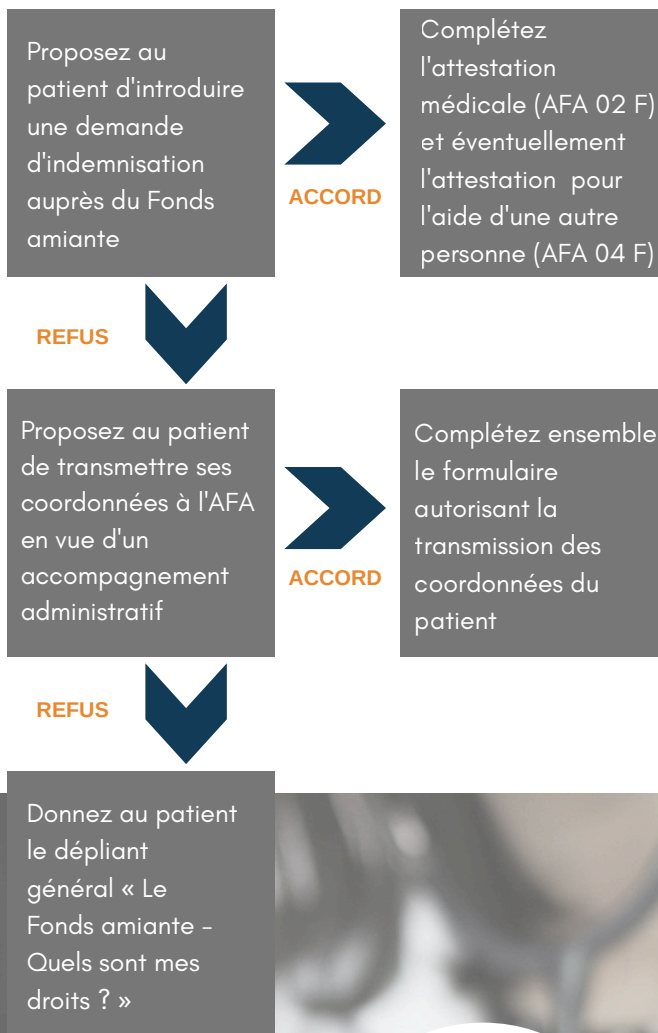 Proposez au
patient d'introduire
une demande
d'indemnisation
auprès du Fonds
amiante
ACCORD
Complétez
l'attestation
médicale (AFA 02 F)
et éventuellement
l'attestation pour
l'aide d'une autre
personne (AFA 04 F)
REFUS
Proposez au patient
de transmettre ses
coordonnées à l'AFA
en vue d'un
accompagnement
administratif
ACCORD
Complétez ensemble
le formulaire
autorisant la
transmission des
coordonnées du
patient
REFUS
Donnez au patient
le dépliant
général « Le
Fonds amiante -
Quels sont mes
droits ? »